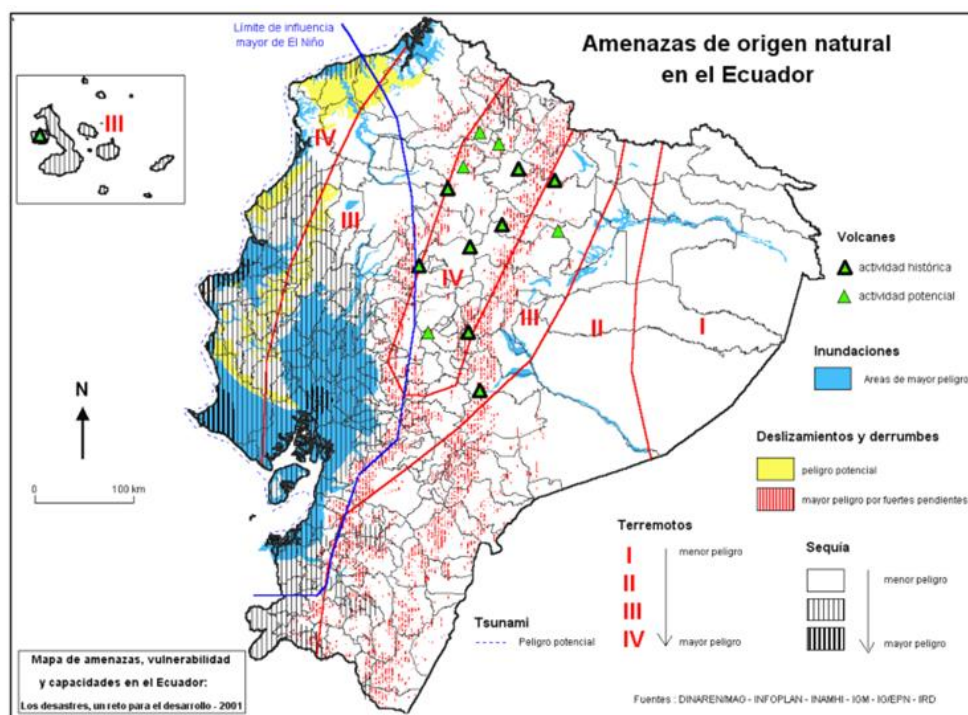 Amenazas de origen natural
en el Ecuador
Límite de influencia
mayor de El Niño
III
IV
III
IV
III
II
I
Volcanes
actividad histórica
actividad potencial
Inundaciones
Areas de mayor peligro
Deslizamientos y derrumbes
peligro potencial
mayor peligro por fuertes pendientes
N
0 100 km
Terremotos
I menor peligro
II
III
IV mayor peligro
Sequía
menor peligro
mayor peligro
Tsunami
Peligro potencial
Mapa de amenazas, vulnerabilidad
y capacidades en el Ecuador:
Los desastres, un reto para el desarrollo - 2001
Fuentes : DINAREN/MAG - INFOPLAN - INAMHI - IGM - IG/EPN - IRD